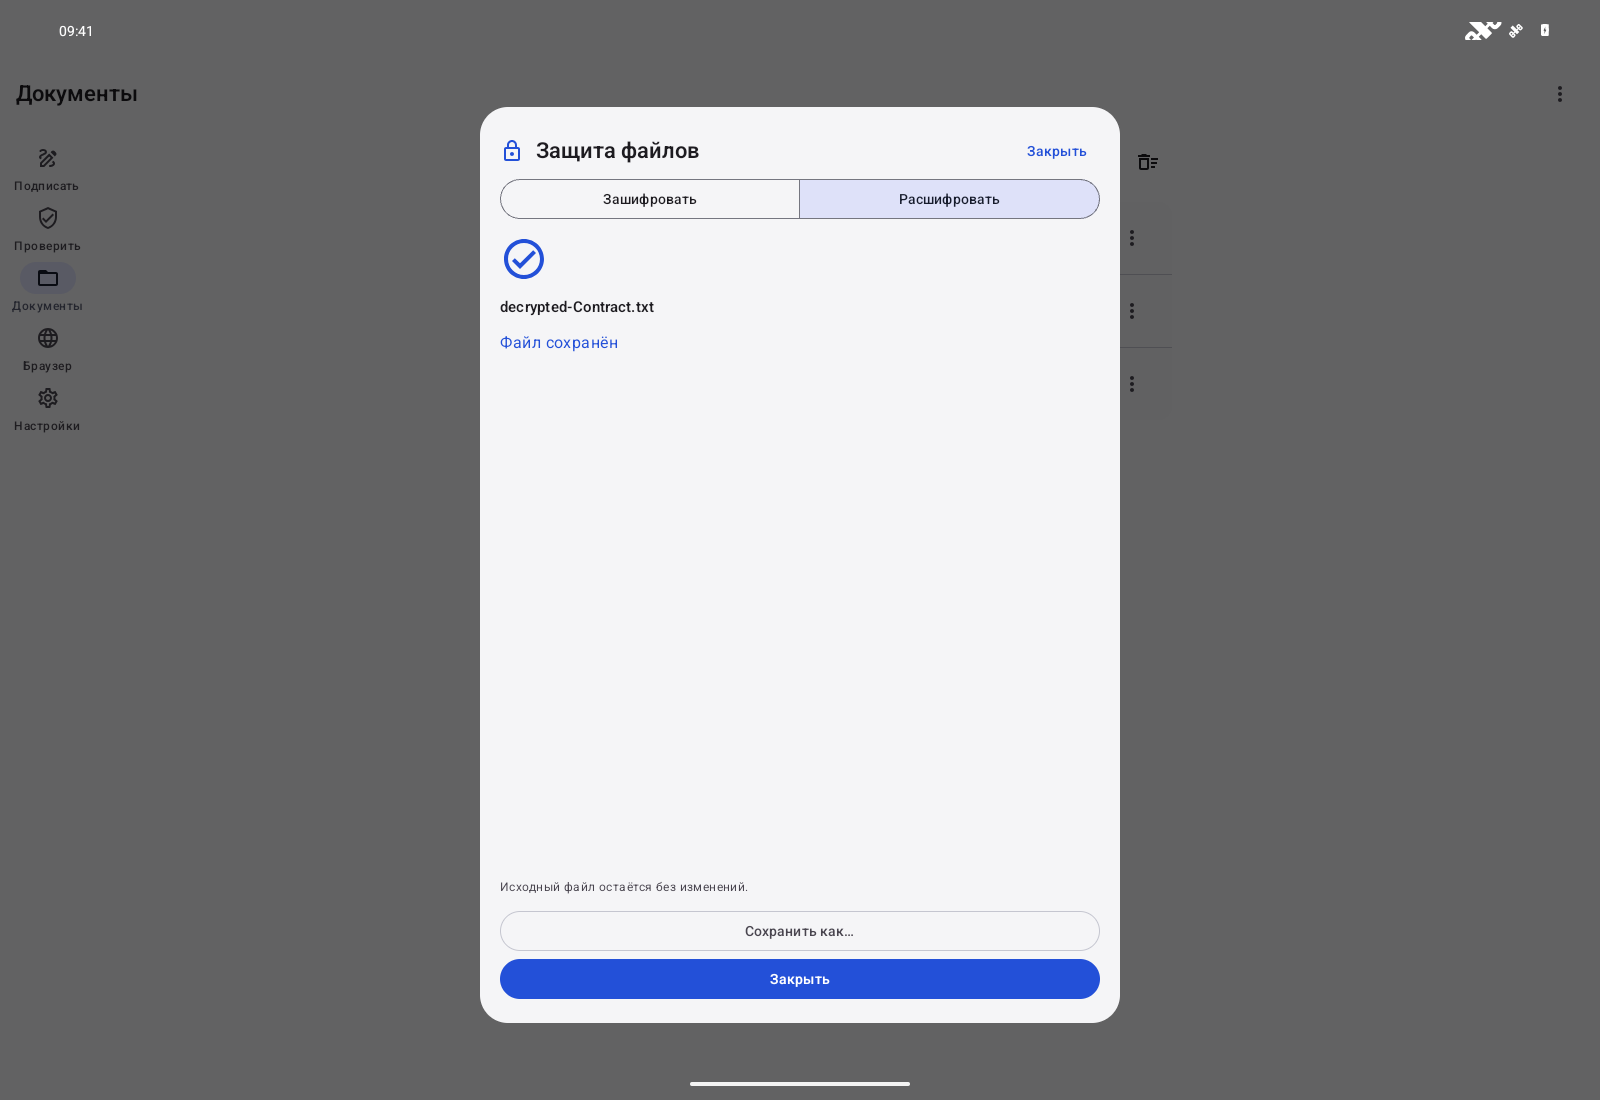 09:41
Документы
Подписать
Проверить
Документы
Браузер
Настройки
Защита файлов
Закрыть
Зашифровать
Расшифровать
decrypted-Contract.txt
Файл сохранён
Исходный файл остаётся без изменений.
Сохранить как…
Закрыть